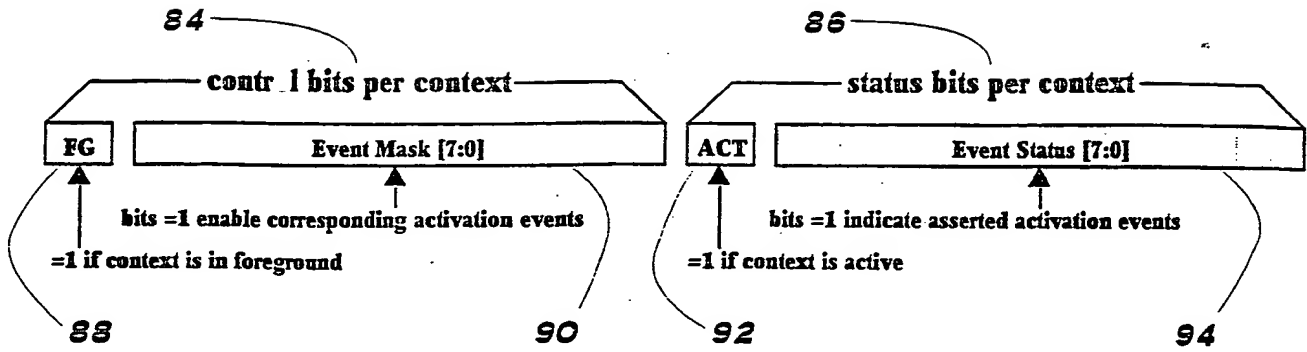 84
86
contr_l bits per context
status bits per context
FG
Event Mask [7:0]
ACT
Event Status [7:0]
bits =1 enable corresponding activation events
bits =1 indicate asserted activation events
=1 if context is in foreground
=1 if context is active
88
90
92
94